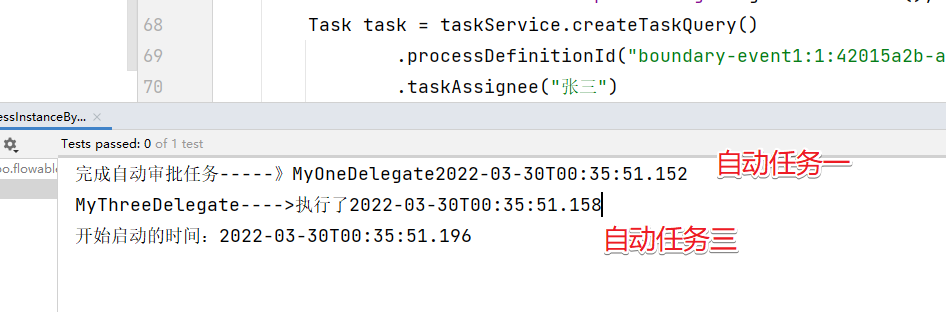 68 Task task = taskService.createTaskQuery()
69 .processDefinitionId("boundary-event1:1:42015a2b-a
70 .taskAssignee("张三")
essInstanceBy... ×
Tests passed: 0 of 1 test
oo.flowable
完成自动审批任务-----》MyOneDelegate2022-03-30T00:35:51.152 自动任务一
MyThreeDelegate---->执行了2022-03-30T00:35:51.158 自动任务三
开始启动的时间：2022-03-30T00:35:51.196